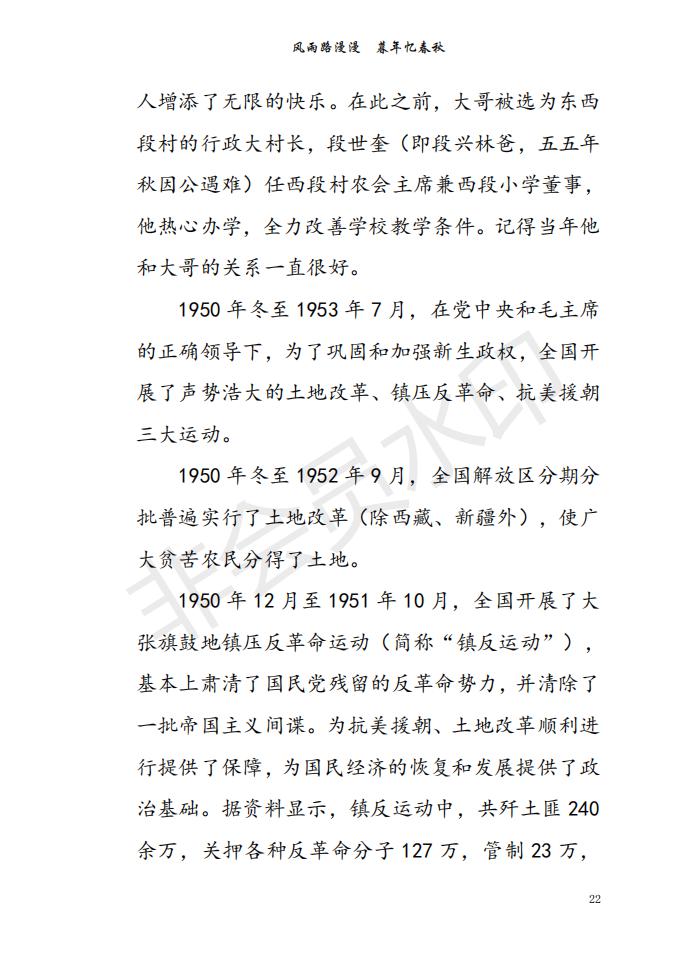 风雨路漫漫 暮年忆春秋
人增添了无限的快乐。在此之前，大哥被选为东西
段村的行政大村长，段世奎（即段兴林爸，五五年
秋因公遇难）任西段村农会主席兼西段小学董事，
他热心办学，全力改善学校教学条件。记得当年他
和大哥的关系一直很好。
1950 年冬至 1953 年 7 月，在党中央和毛主席
的正确领导下，为了巩固和加强新生政权，全国开
展了声势浩大的土地改革、镇压反革命、抗美援朝
三大运动。
1950 年冬至 1952 年 9 月，全国解放区分期分
批普遍实行了土地改革（除西藏、新疆外），使广
大贫苦农民分得了土地。
1950 年 12 月至 1951 年 10 月，全国开展了大
张旗鼓地镇压反革命运动（简称“镇反运动”），
基本上肃清了国民党残留的反革命势力，并清除了
一批帝国主义间谍。为抗美援朝、土地改革顺利进
行提供了保障，为国民经济的恢复和发展提供了政
治基础。据资料显示，镇反运动中，共歼土匪 240
余万，关押各种反革命分子 127 万，管制 23 万，
22
非会员水印